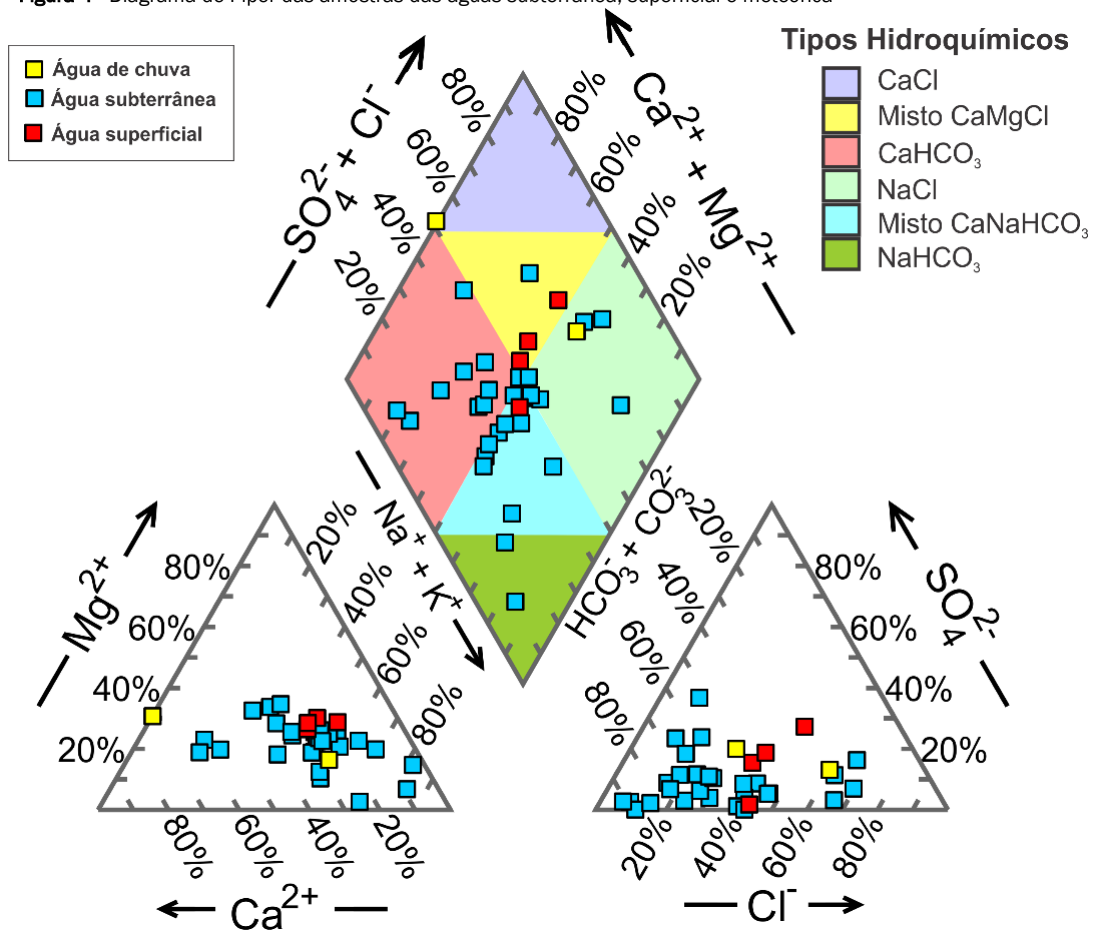 Figura 4 - Diagrama de Piper das amostras das águas subterrânea, superficial e meteórica
Água de chuva
Água subterrânea
Água superficial
Tipos Hidroquímicos
CaCl
Misto CaMgCl
CaHCO₃
NaCl
Misto CaNaHCO₃
NaHCO₃
SO₄²⁻ + Cl⁻
80%
60%
40%
20%
Ca²⁺ + Mg²⁺
80%
60%
40%
20%
Na⁺ + K⁺
20%
40%
60%
80%
HCO₃⁻ + CO₃²⁻
20%
40%
60%
80%
Mg²⁺
80%
60%
40%
20%
SO₄²⁻
80%
60%
40%
20%
80%
60%
40%
20%
Ca²⁺
20%
40%
60%
80%
Cl⁻